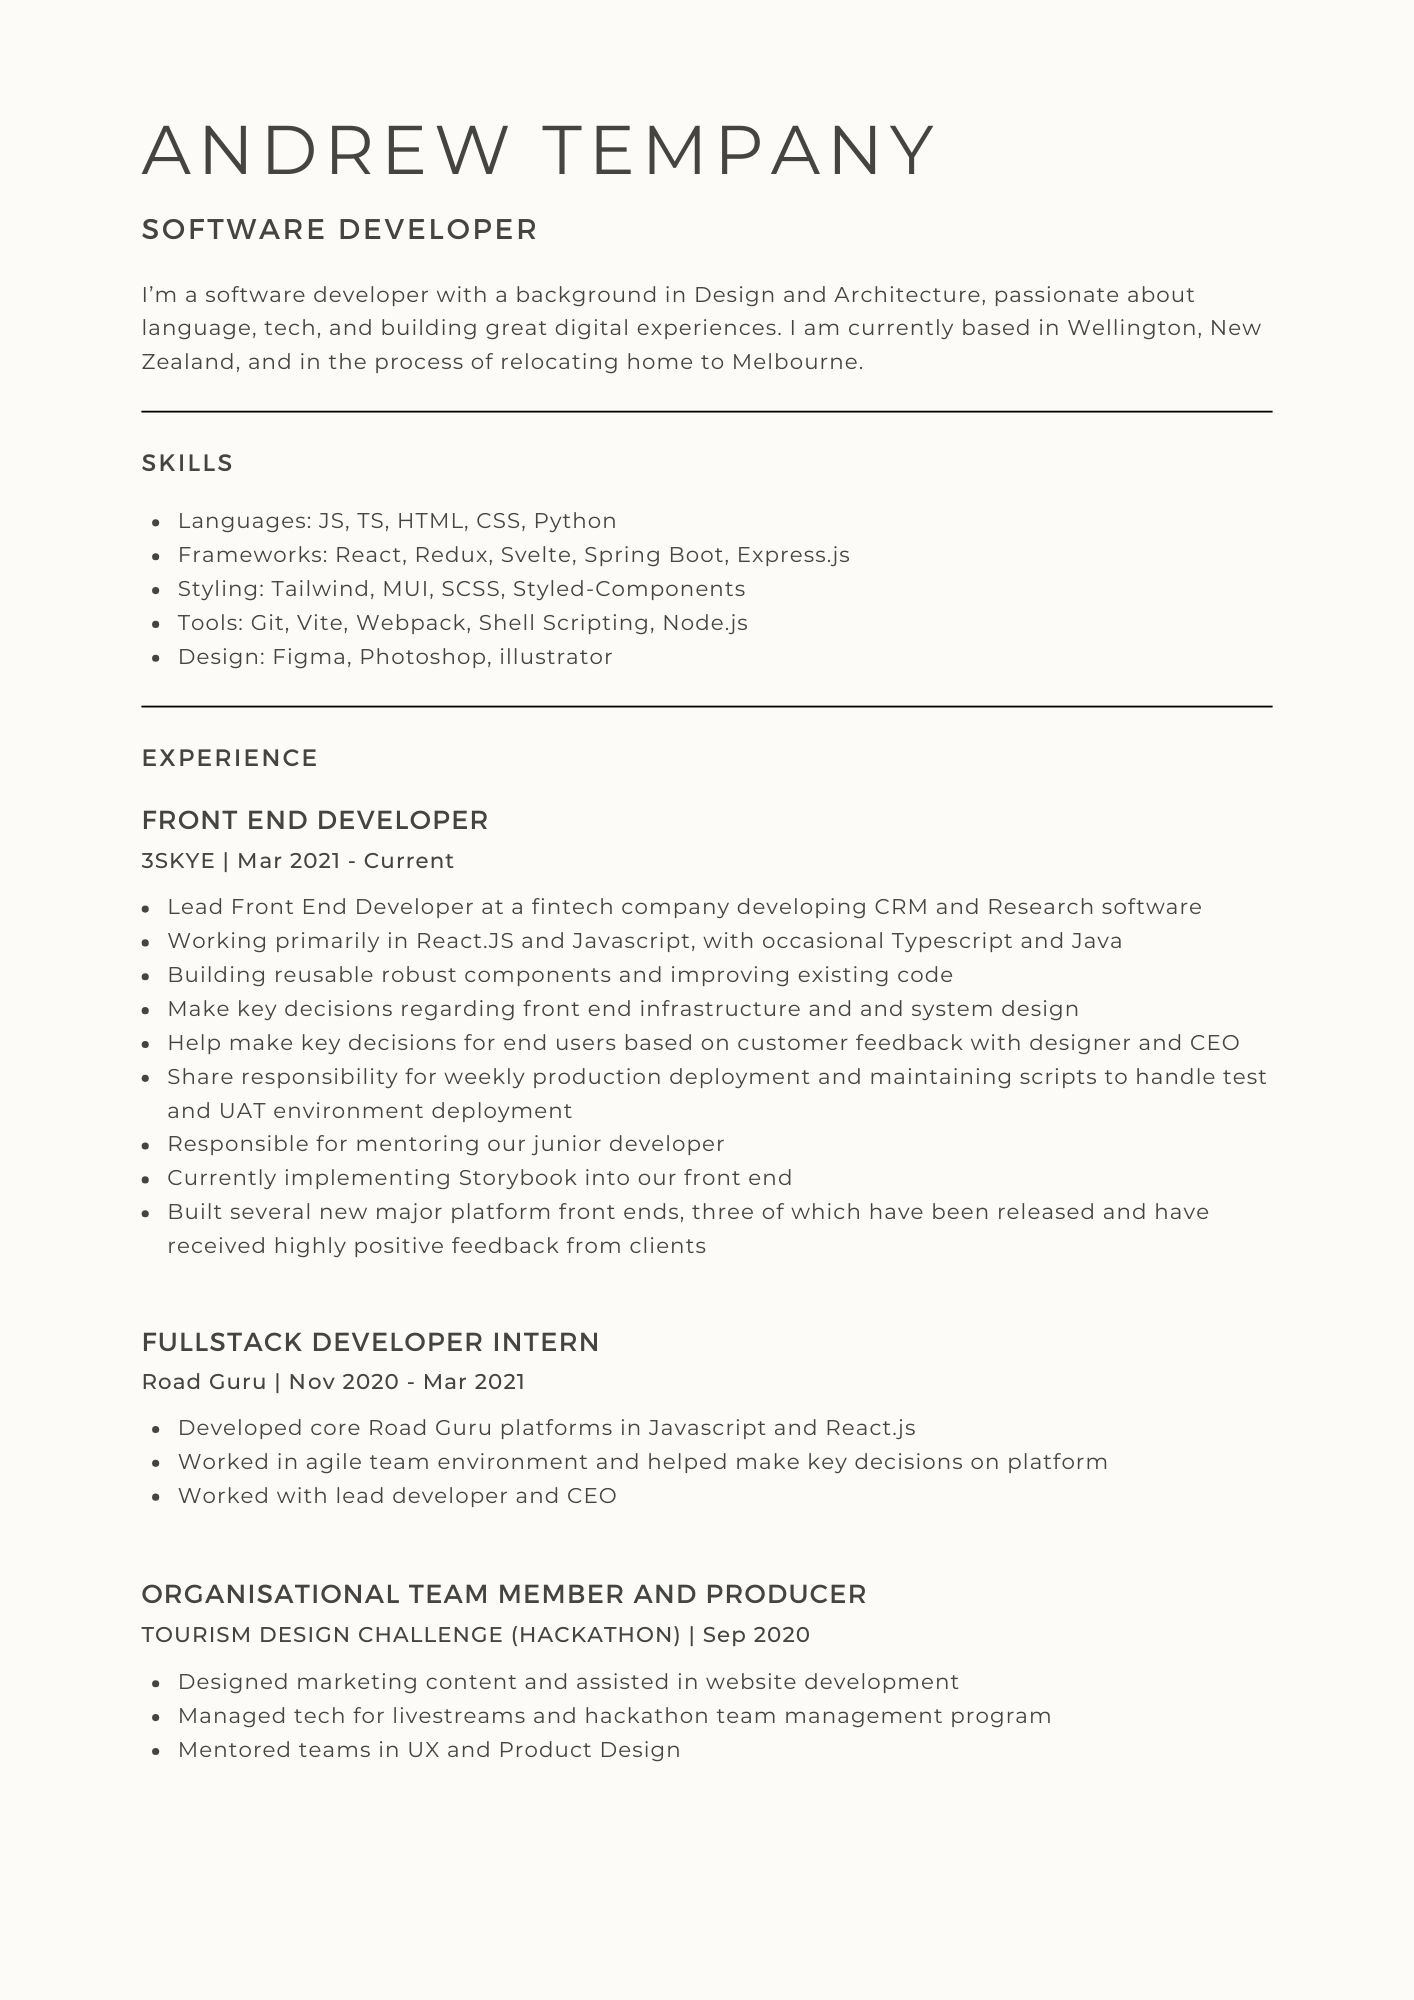 ANDREW TEMPANY
SOFTWARE DEVELOPER
I’m a software developer with a background in Design and Architecture, passionate about
language, tech, and building great digital experiences. I am currently based in Wellington, New
Zealand, and in the process of relocating home to Melbourne.
SKILLS
• Languages: JS, TS, HTML, CSS, Python
• Frameworks: React, Redux, Svelte, Spring Boot, Express.js
• Styling: Tailwind, MUI, SCSS, Styled-Components
• Tools: Git, Vite, Webpack, Shell Scripting, Node.js
• Design: Figma, Photoshop, illustrator
EXPERIENCE
FRONT END DEVELOPER
3SKYE | Mar 2021 - Current
• Lead Front End Developer at a fintech company developing CRM and Research software
• Working primarily in React.JS and Javascript, with occasional Typescript and Java
• Building reusable robust components and improving existing code
• Make key decisions regarding front end infrastructure and and system design
• Help make key decisions for end users based on customer feedback with designer and CEO
• Share responsibility for weekly production deployment and maintaining scripts to handle test
and UAT environment deployment
• Responsible for mentoring our junior developer
• Currently implementing Storybook into our front end
• Built several new major platform front ends, three of which have been released and have
received highly positive feedback from clients
FULLSTACK DEVELOPER INTERN
Road Guru | Nov 2020 - Mar 2021
• Developed core Road Guru platforms in Javascript and React.js
• Worked in agile team environment and helped make key decisions on platform
• Worked with lead developer and CEO
ORGANISATIONAL TEAM MEMBER AND PRODUCER
TOURISM DESIGN CHALLENGE (HACKATHON) | Sep 2020
• Designed marketing content and assisted in website development
• Managed tech for livestreams and hackathon team management program
• Mentored teams in UX and Product Design